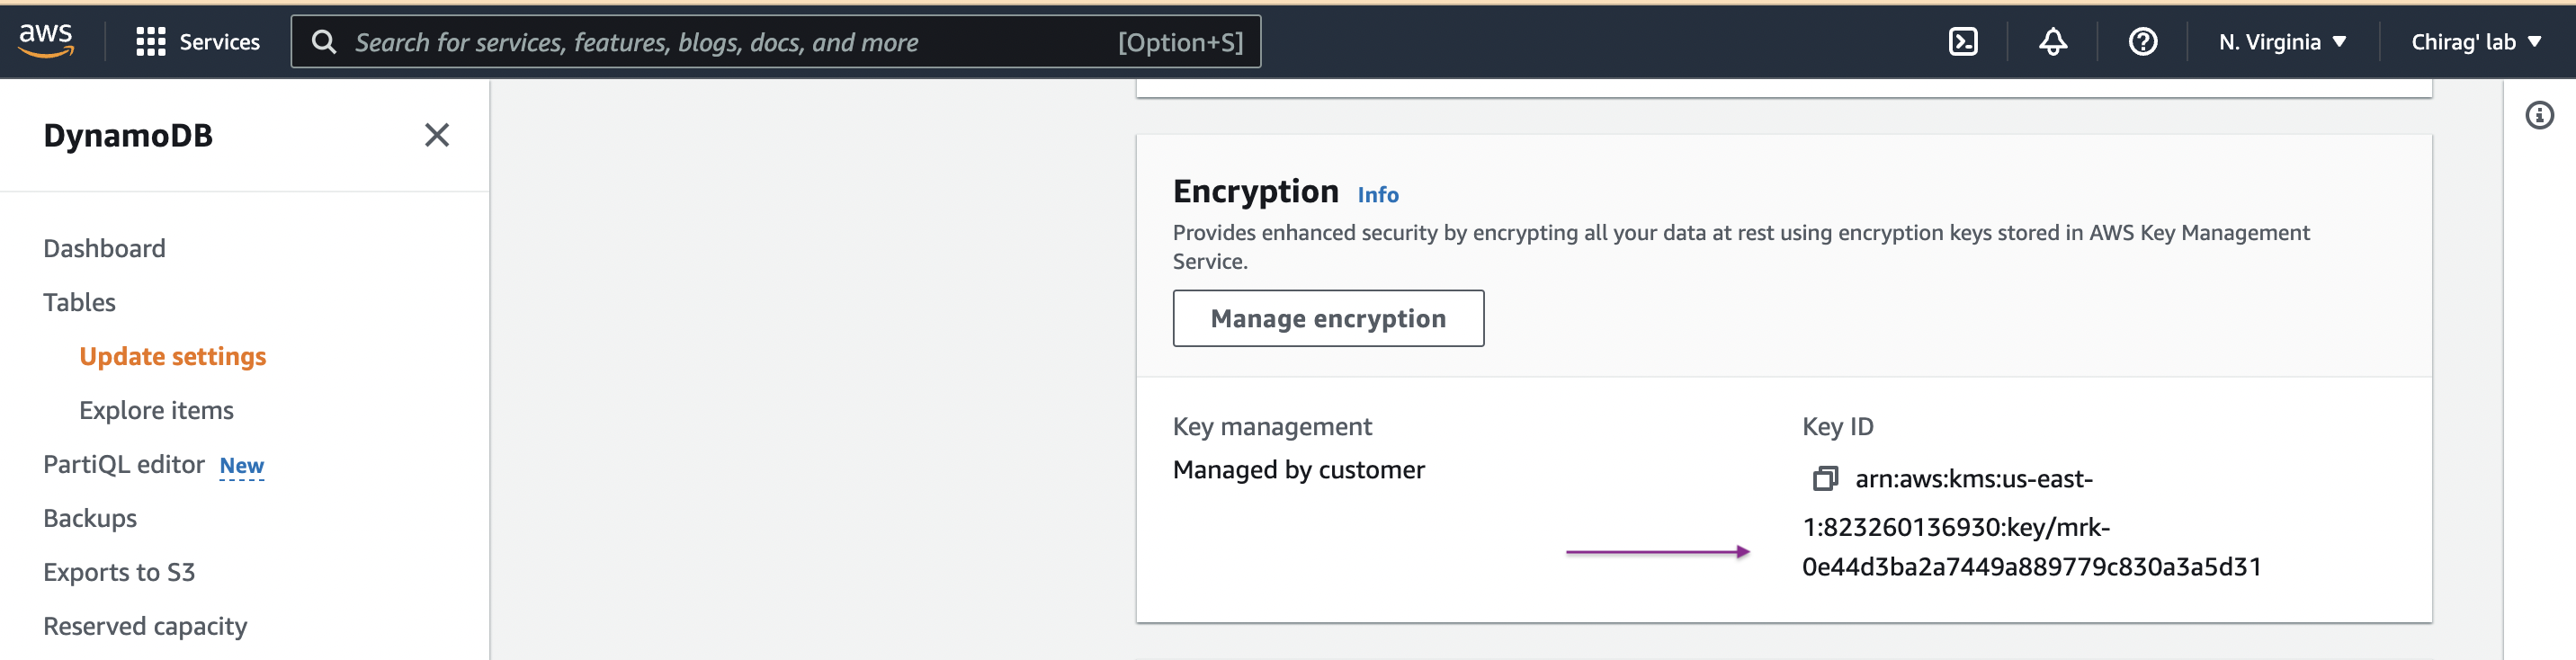 aws
Services
Search for services, features, blogs, docs, and more [Option+S]
N. Virginia
Chirag' lab
DynamoDB
Dashboard
Tables
Update settings
Explore items
PartiQL editor New
Backups
Exports to S3
Reserved capacity
Encryption Info
Provides enhanced security by encrypting all your data at rest using encryption keys stored in AWS Key Management
Service.
Manage encryption
Key management
Managed by customer
Key ID
arn:aws:kms:us-east-
1:823260136930:key/mrk-
0e44d3ba2a7449a889779c830a3a5d31